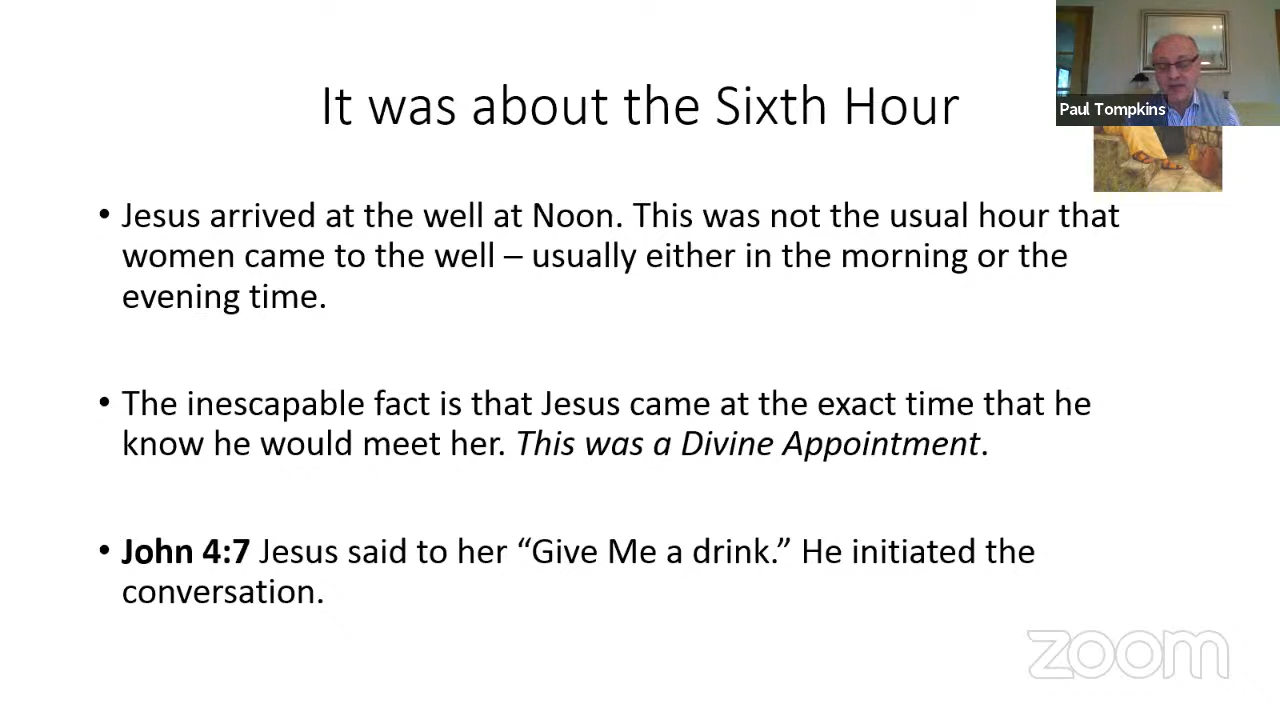 It was about the Sixth Hour
Paul Tompkins
• Jesus arrived at the well at Noon. This was not the usual hour that
women came to the well – usually either in the morning or the
evening time.
• The inescapable fact is that Jesus came at the exact time that he
know he would meet her. This was a Divine Appointment.
• John 4:7 Jesus said to her “Give Me a drink.” He initiated the
conversation.
zoom